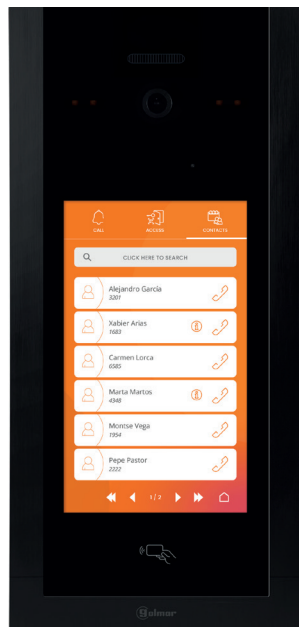 CALL
ACCESS
CONTACTS
CLICK HERE TO SEARCH
Alejandro García
3201
Xabier Arias
1683
Carmen Lorca
6585
Marta Martos
4348
Montse Vega
1954
Pepe Pastor
2222
1/2
golmar